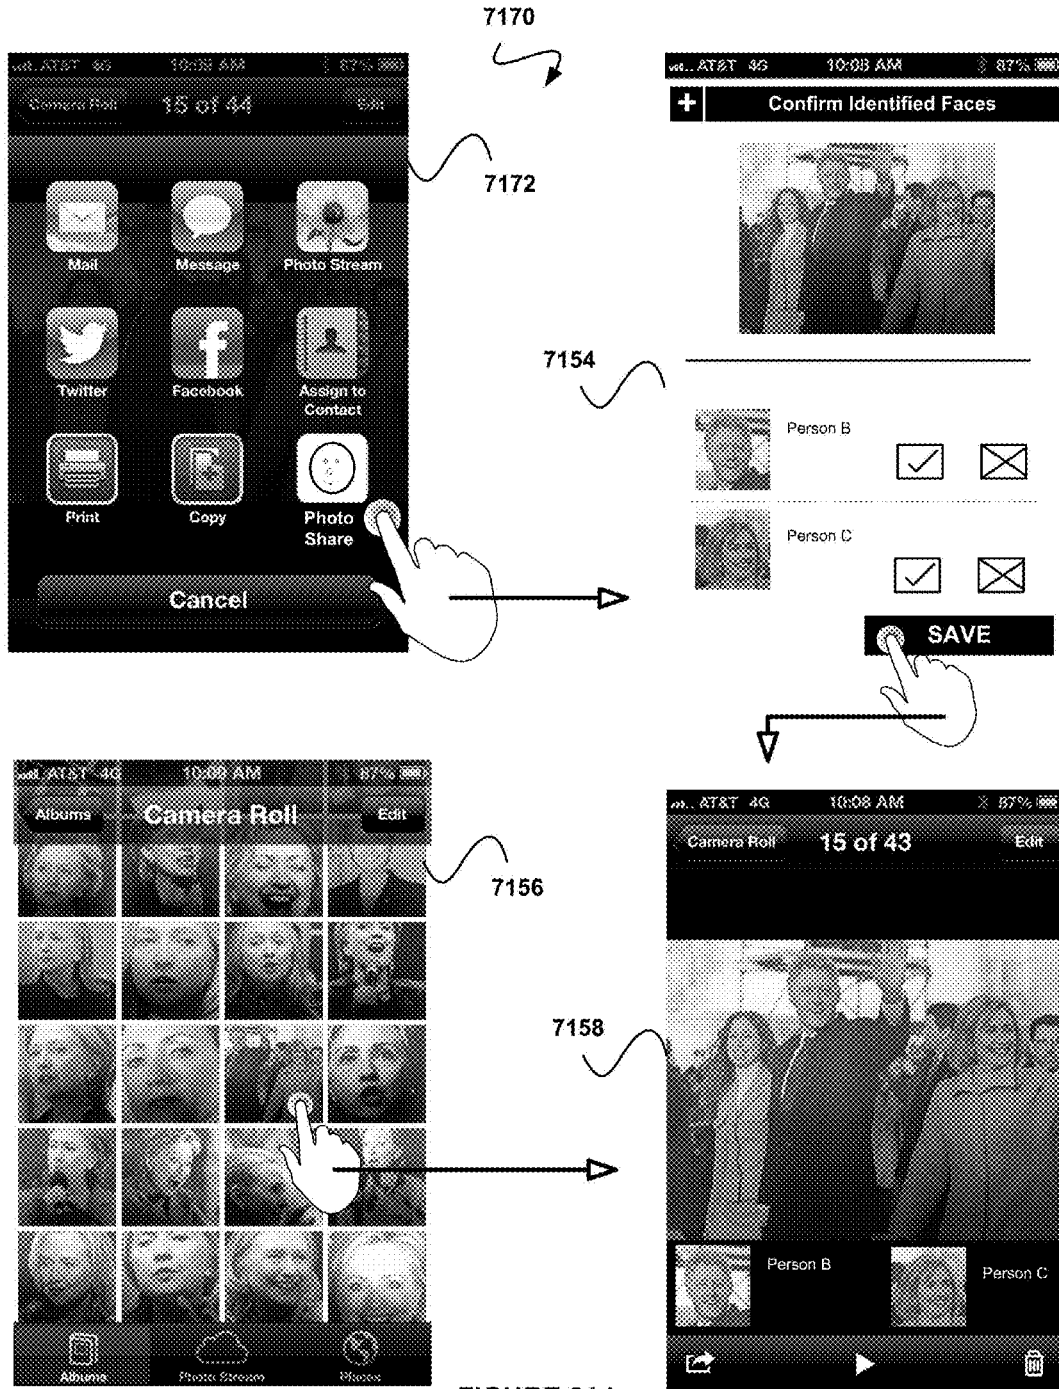 7170
AT&T 4G 10:08 AM 87%
Camera Roll 15 of 44 Edit
7172
Mail Message Photo Stream
Twitter Facebook Assign to
Contact
Print Copy Photo
Share
Cancel
AT&T 4G 10:08 AM 87%
+ Confirm Identified Faces
7154
Person B
Person C
SAVE
AT&T 4G 10:09 AM 87%
Albums Camera Roll Edit
7156
Albums Photo Stream Places
AT&T 4G 10:08 AM 87%
Camera Roll 15 of 43 Edit
7158
Person B Person C